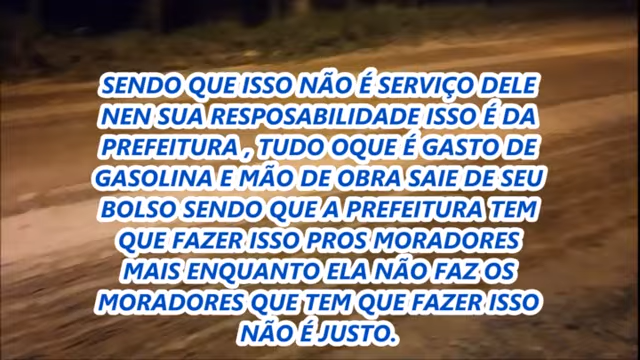 SENDO QUE ISSO NÃO É SERVIÇO DELE
NEN SUA RESPOSABILIDADE ISSO É DA
PREFEITURA , TUDO OQUE É GASTO DE
GASOLINA E MÃO DE OBRA SAIE DE SEU
BOLSO SENDO QUE A PREFEITURA TEM
QUE FAZER ISSO PROS MORADORES
MAIS ENQUANTO ELA NÃO FAZ OS
MORADORES QUE TEM QUE FAZER ISSO
NÃO É JUSTO.